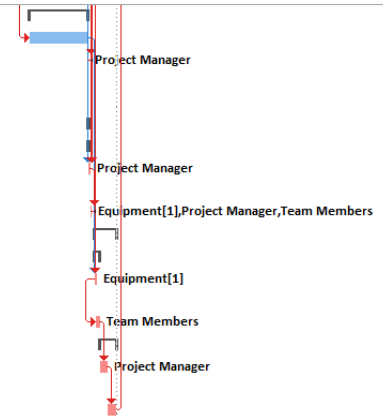 Project Manager
Project Manager
Equipment[1],Project Manager,Team Members
Equipment[1]
Team Members
Project Manager